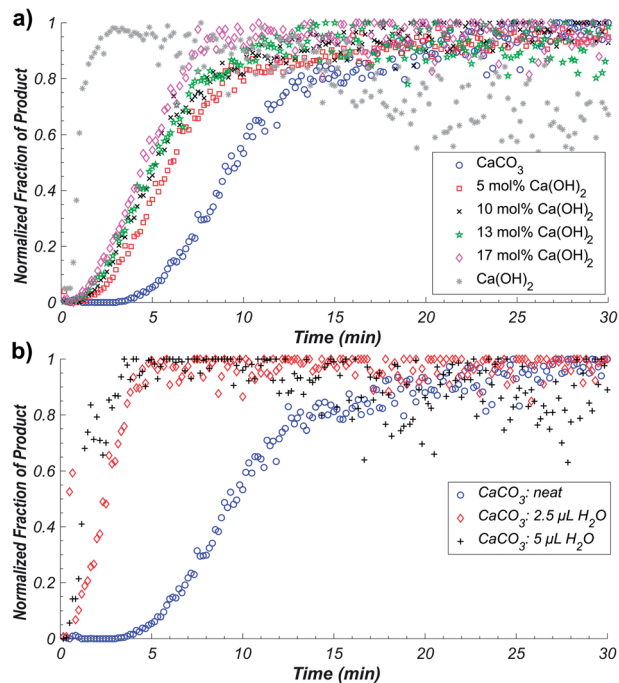 a)
Normalized Fraction of Product
1
0.8
0.6
0.4
0.2
0
CaCO3
5 mol% Ca(OH)2
10 mol% Ca(OH)2
13 mol% Ca(OH)2
17 mol% Ca(OH)2
Ca(OH)2
0 5 10 15 20 25 30
Time (min)
b)
Normalized Fraction of Product
1
0.8
0.6
0.4
0.2
0
CaCO3: neat
CaCO3: 2.5 µL H2O
CaCO3: 5 µL H2O
0 5 10 15 20 25 30
Time (min)